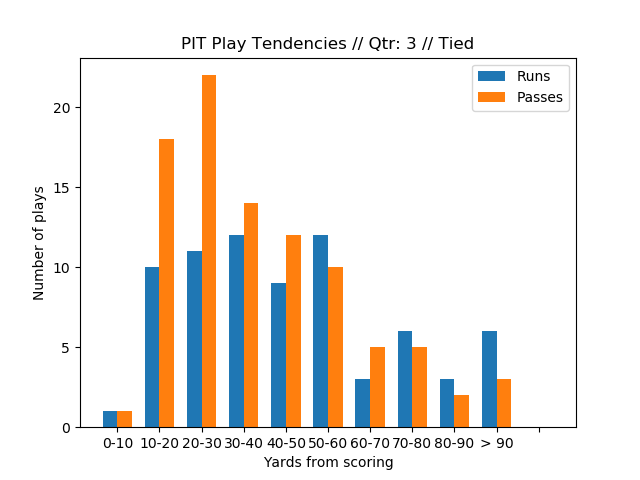 PIT Play Tendencies // Qtr: 3 // Tied
Runs
Passes
Number of plays
20
15
10
5
0
0-10 10-20 20-30 30-40 40-50 50-60 60-70 70-80 80-90 > 90
Yards from scoring